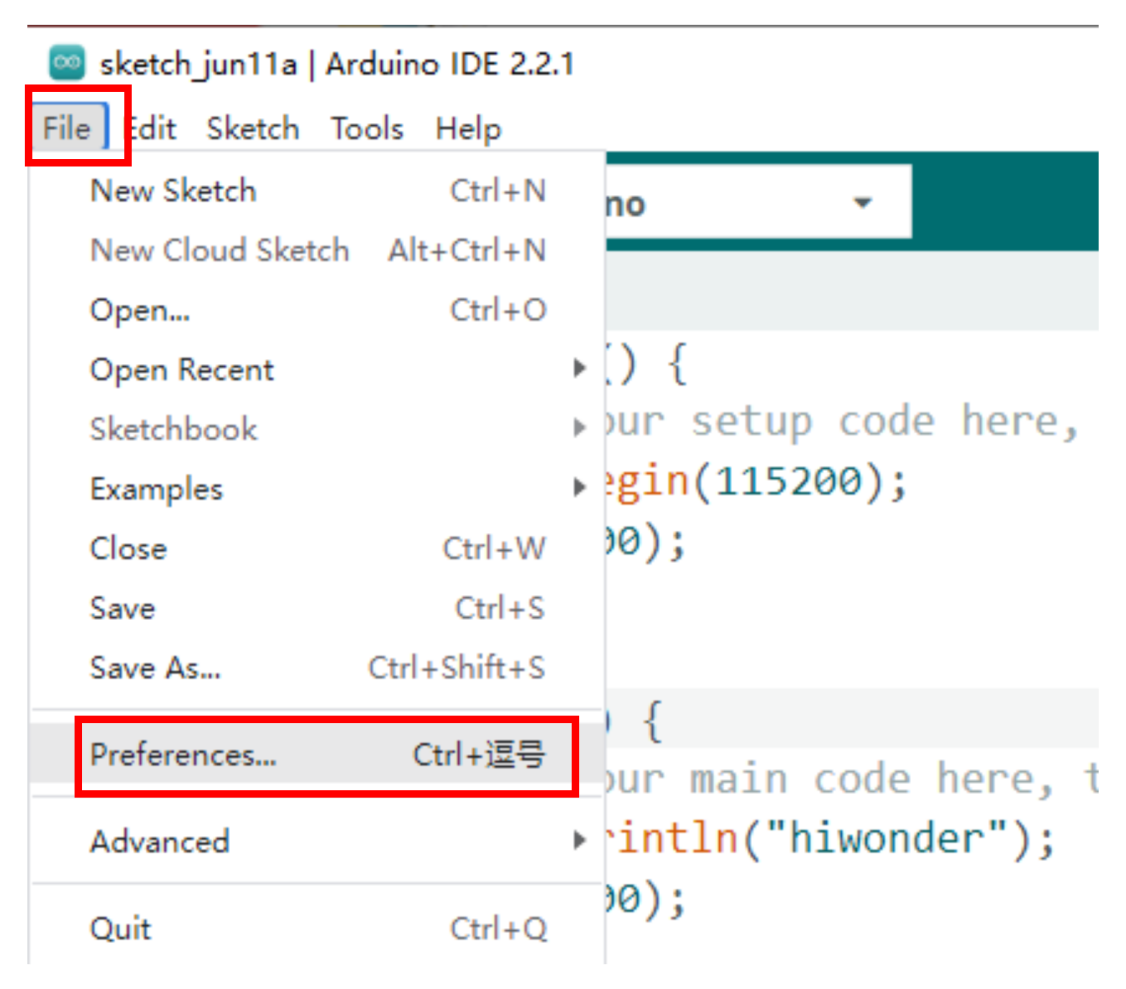 sketch_jun11a | Arduino IDE 2.2.1
File Edit Sketch Tools Help
New Sketch Ctrl+N
no
New Cloud Sketch Alt+Ctrl+N
Open... Ctrl+O
Open Recent
() {
Sketchbook
our setup code here,
Examples
egin(115200);
Close Ctrl+W
00);
Save Ctrl+S
Save As... Ctrl+Shift+S
) {
Preferences... Ctrl+逗号
our main code here, t
Advanced
rintln("hiwonder");
00);
Quit Ctrl+Q